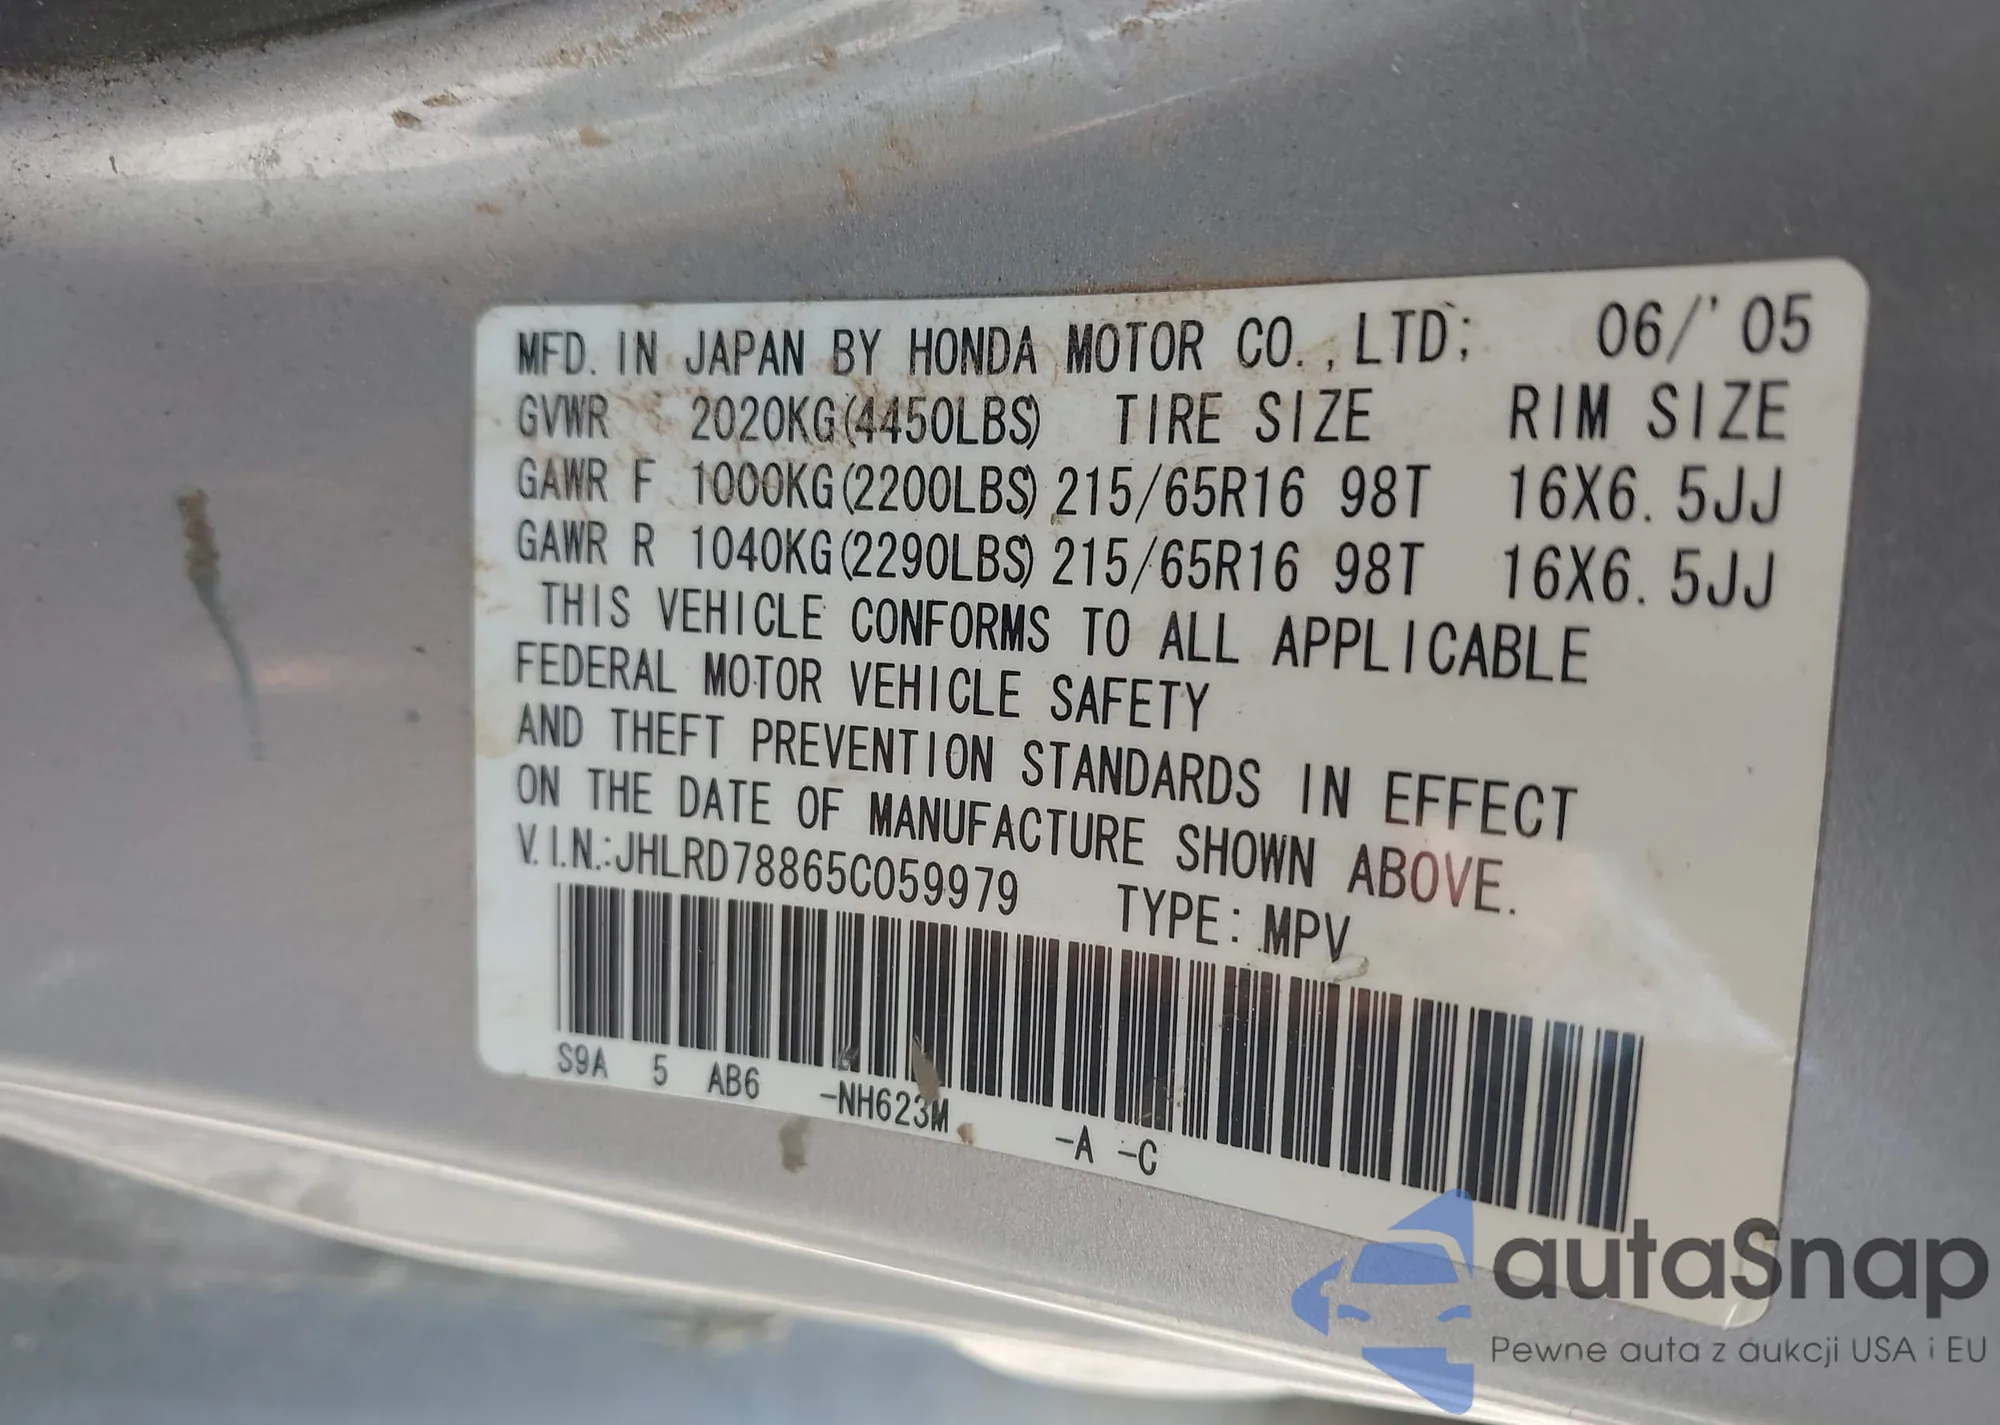 MFD. IN JAPAN BY HONDA MOTOR CO., LTD; 06/'05
GVWR 2020KG(4450LBS) TIRE SIZE RIM SIZE
GAWR F 1000KG(2200LBS) 215/65R16 98T 16X6.5JJ
GAWR R 1040KG(2290LBS) 215/65R16 98T 16X6.5JJ
THIS VEHICLE CONFORMS TO ALL APPLICABLE
FEDERAL MOTOR VEHICLE SAFETY
AND THEFT PREVENTION STANDARDS IN EFFECT
ON THE DATE OF MANUFACTURE SHOWN ABOVE.
V.I.N.:JHLRD78865C059979 TYPE: MPV
S9A 5 AB6 -NH623M -A -C
autaSnap
Pewne auta z aukcji USA i EU